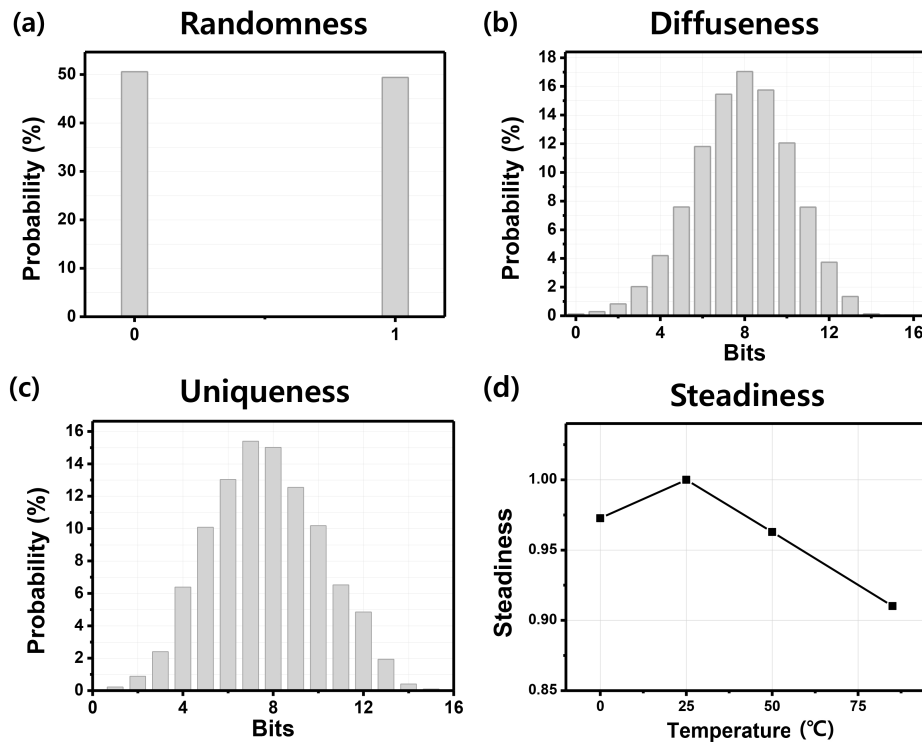 (a) Randomness
Probability (%)
50
40
30
20
10
0
0 1
(b) Diffuseness
Probability (%)
18
16
14
12
10
8
6
4
2
0
0 4 8 12 16
Bits
(c) Uniqueness
Probability (%)
16
14
12
10
8
6
4
2
0
0 4 8 12 16
Bits
(d) Steadiness
Steadiness
1.00
0.95
0.90
0.85
0 25 50 75
Temperature (℃)